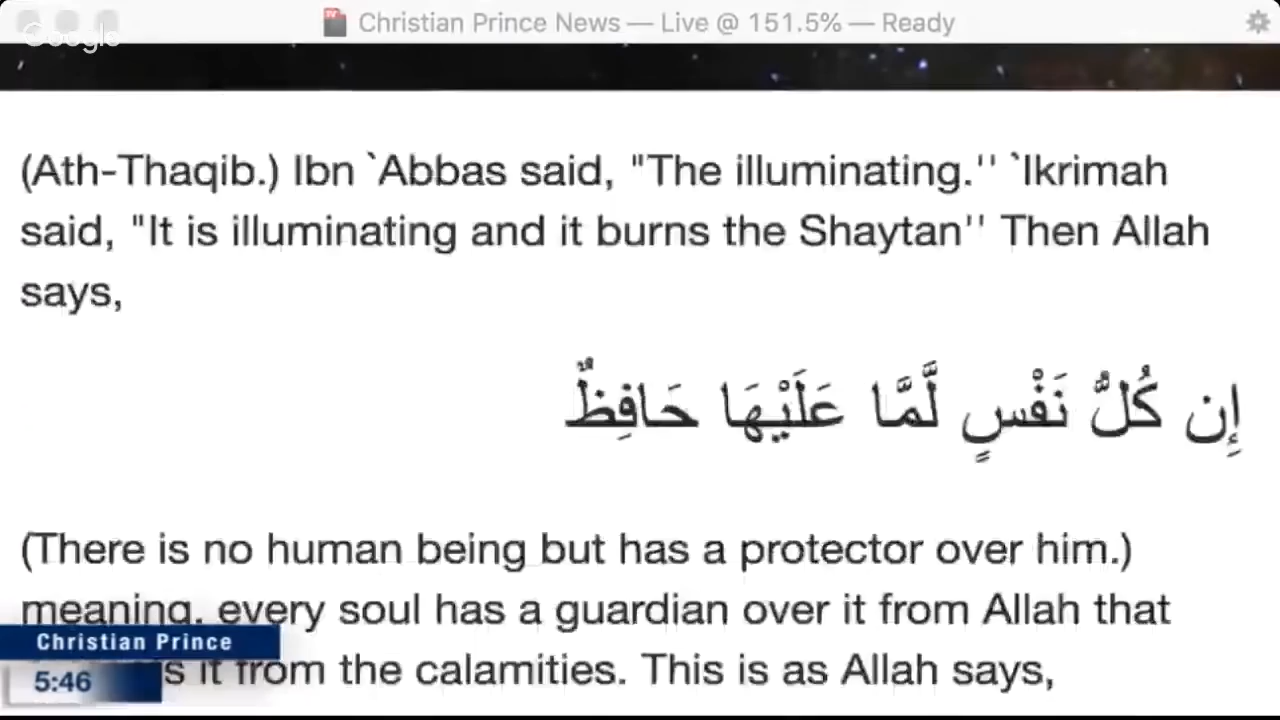 Christian Prince News — Live @ 151.5% — Ready
Google
(Ath-Thaqib.) Ibn `Abbas said, "The illuminating.'' `Ikrimah
said, "It is illuminating and it burns the Shaytan'' Then Allah
says,
إِن كُلُّ نَفْسٍ لَّمَّا عَلَيْهَا حَافِظٌ
(There is no human being but has a protector over him.)
meaning, every soul has a guardian over it from Allah that
it from the calamities. This is as Allah says,
Christian Prince
5:46